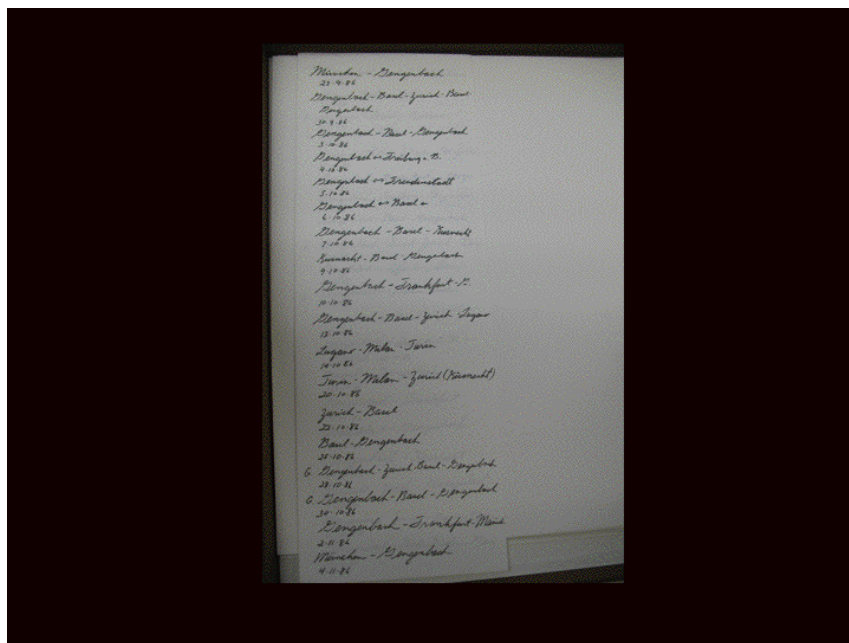 München - Gengenbach
23-9-86
Gengenbach - Basel - Zürich - Basel
Gengenbach
30-9-86
Gengenbach - Basel - Gengenbach
3-10-86
Gengenbach Freiburg
4-10-86
Gengenbach Freudenstadt
5-10-86
Gengenbach Basel
6-10-86
Gengenbach - Basel -
7-10-86
- Basel - Gengenbach
9-10-86
Gengenbach - Frankfurt - G.
10-10-86
Gengenbach - Basel - Zürich - Lugano
13-10-86
Lugano - Milan - Turin
14-10-86
Turin - Milan - Zürich (Küsnacht)
20-10-86
Zürich - Basel
23-10-86
Basel - Gengenbach
25-10-86
G. Gengenbach - Zürich Basel - Gengenbach
28-10-86
G. Gengenbach - Basel - Gengenbach
30-10-86
Gengenbach - Frankfurt -
2-11-86
München - Gengenbach
4-11-86